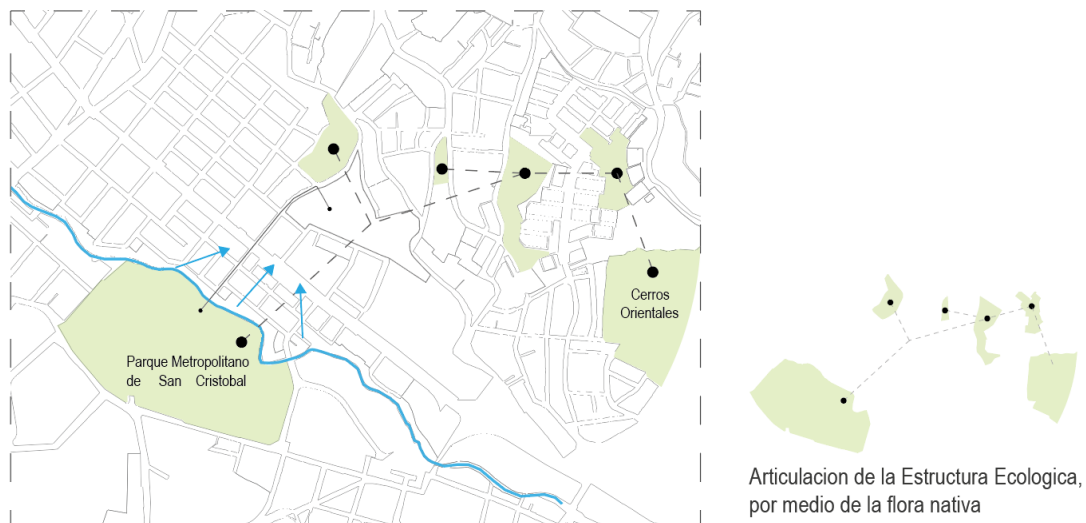 Cerros
Orientales
Parque Metropolitano
de San Cristobal
Articulacion de la Estructura Ecologica,
por medio de la flora nativa